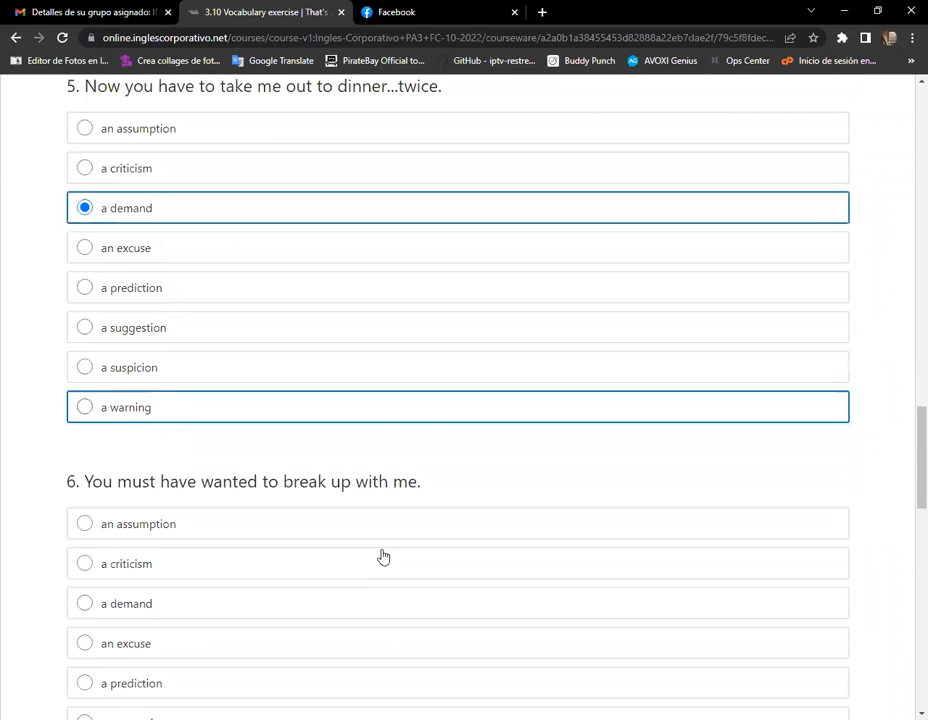 Detalles de su grupo asignado: I
3.10 Vocabulary exercise | That's
Facebook
online.inglescorporativo.net/courses/course-v1:Ingles-Corporativo+PA3+FC-10-2022/courseware/a2a0b1a38455453d82888a22eb7dae2f/79c5f8fdec...
Editor de Fotos en l...
Crea collages de fot...
Google Translate
PirateBay Official to...
GitHub - iptv-restre...
Buddy Punch
AVOXI Genius
Ops Center
Inicio de sesión en...
5. Now you have to take me out to dinner...twice.
an assumption
a criticism
a demand
an excuse
a prediction
a suggestion
a suspicion
a warning
6. You must have wanted to break up with me.
an assumption
a criticism
a demand
an excuse
a prediction